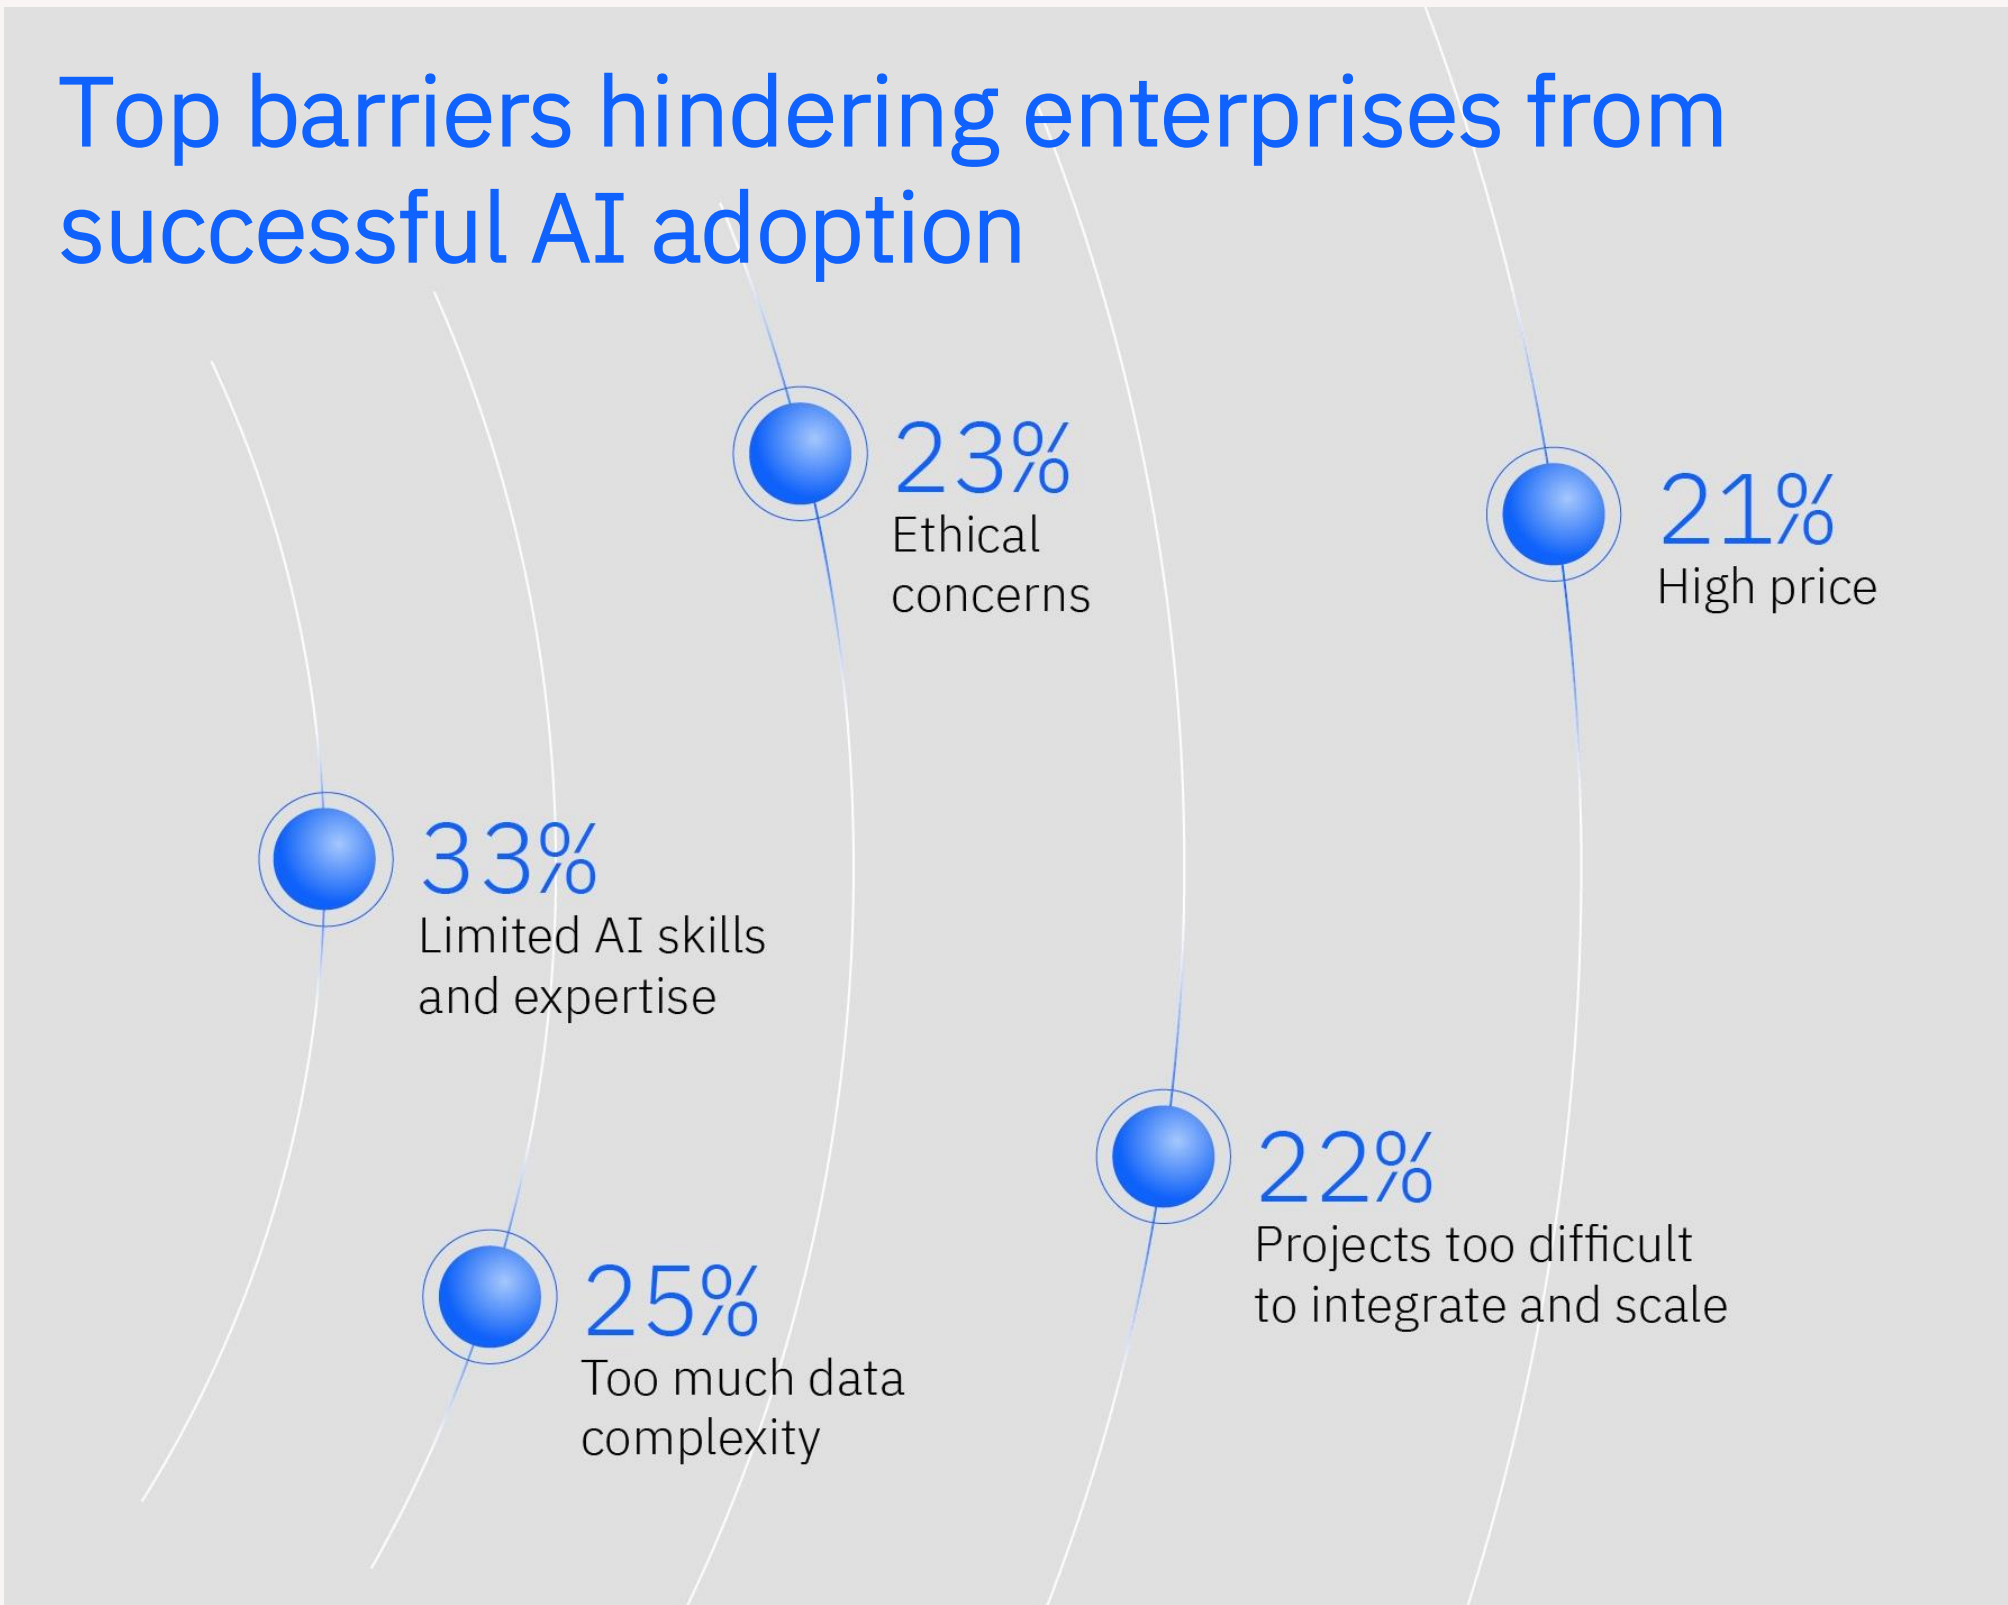 Top barriers hindering enterprises from
successful AI adoption
33%
Limited AI skills
and expertise
25%
Too much data
complexity
23%
Ethical
concerns
22%
Projects too difficult
to integrate and scale
21%
High price